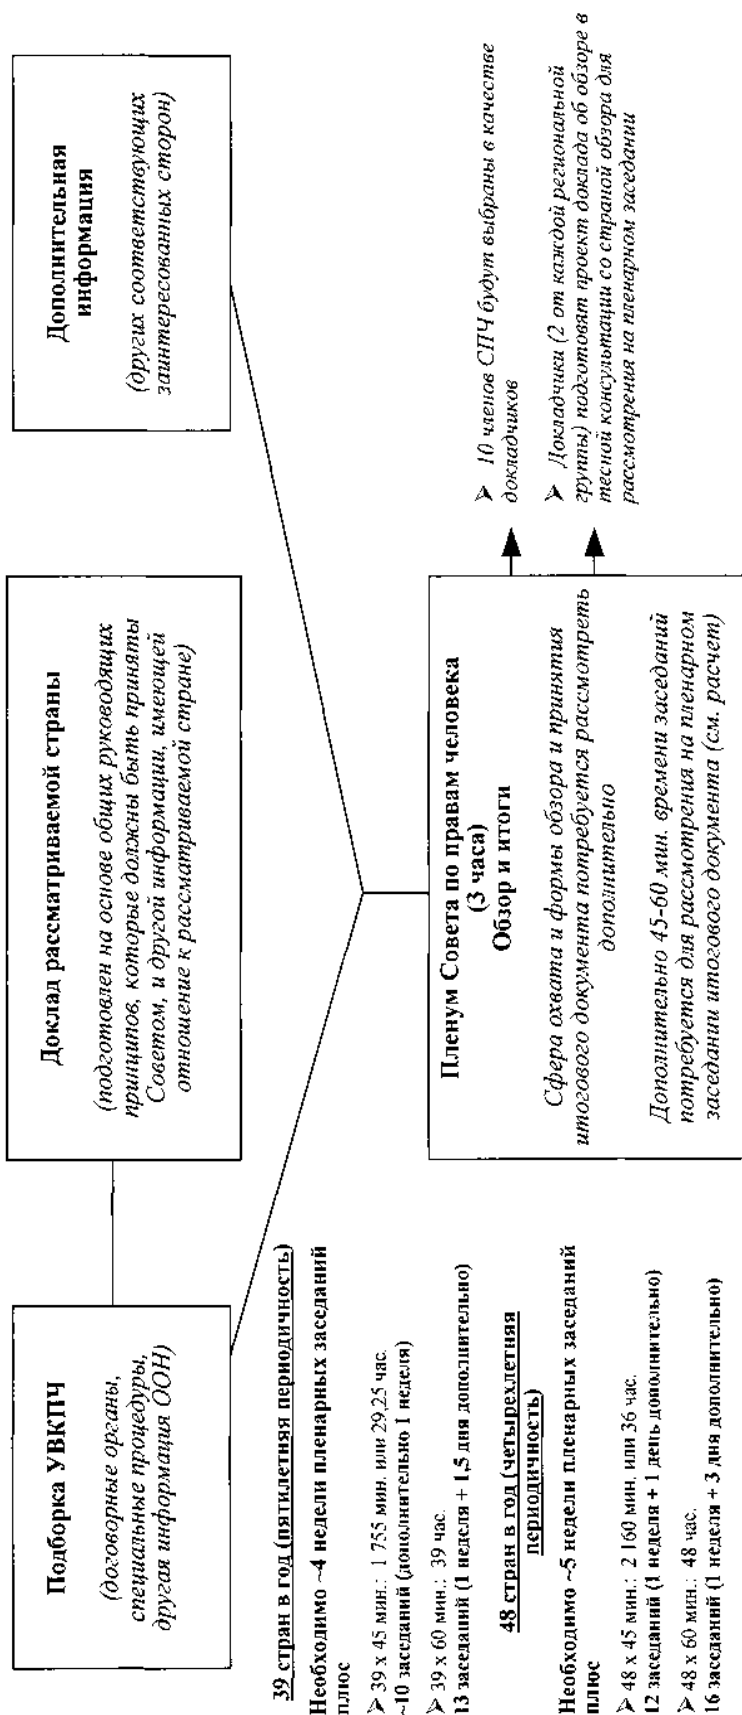 Подборка УВКПЧ
(договорные органы,
специальные процедуры,
другая информация ООН)
Доклад рассматриваемой страны
(подготовлен на основе общих руководящих
принципов, которые должны быть приняты
Советом, и другой информации, имеющей
отношение к рассматриваемой стране)
Дополнительная
информация
(других соответствующих
заинтересованных сторон)
39 стран в год (пятилетняя периодичность)
Необходимо ~4 недели пленарных заседаний
плюс
➢ 39 x 45 мин.: 1 755 мин. или 29,25 час.
~10 заседаний (дополнительно 1 неделя)
➢ 39 x 60 мин.: 39 час.
13 заседаний (1 неделя + 1,5 дня дополнительно)
48 стран в год (четырехлетняя
периодичность)
Необходимо ~5 недели пленарных заседаний
плюс
➢ 48 x 45 мин.: 2 160 мин. или 36 час.
12 заседаний (1 неделя + 1 день дополнительно)
➢ 48 x 60 мин.: 48 час.
16 заседаний (1 неделя + 3 дня дополнительно)
Пленум Совета по правам человека
(3 часа)
Обзор и итоги
Сфера охвата и формы обзора и принятия
итогового документа потребуется рассмотреть
дополнительно
Дополнительно 45-60 мин. времени заседаний
потребуется для рассмотрения на пленарном
заседании итогового документа (см. расчет)
➢ 10 членов СПЧ будут выбраны в качестве
докладчиков
➢ Докладчики (2 от каждой региональной
группы) подготовят проект доклада об обзоре в
тесной консультации со страной обзора для
рассмотрения на пленарном заседании